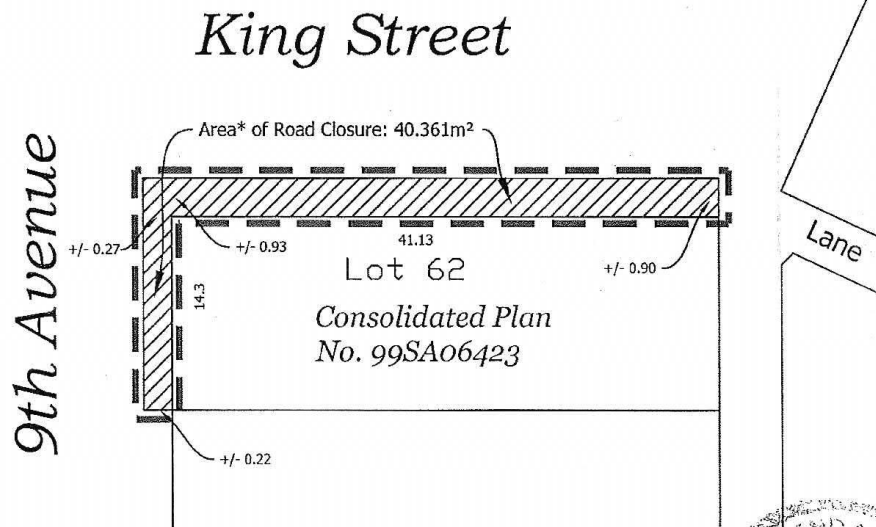 King Street
9th Avenue
Area* of Road Closure: 40.361m²
+/- 0.27
+/- 0.93
41.13
+/- 0.90
Lane
14.3
Lot 62
Consolidated Plan
No. 99SA06423
+/- 0.22